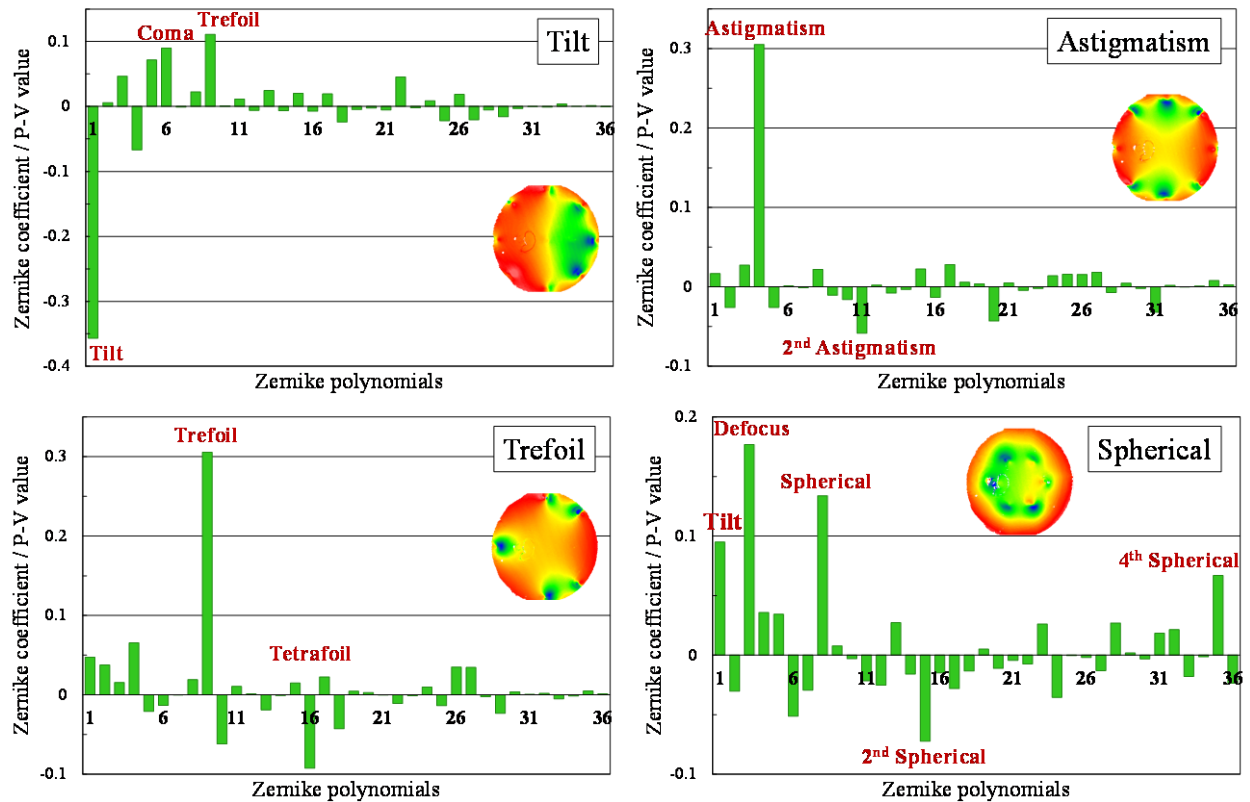 Zernike coefficient / P-V value
0.1
0
-0.1
-0.2
-0.3
-0.4
Coma
Trefoil
Tilt
1 6 11 16 21 26 31 36
Tilt
Zernike polynomials
Zernike coefficient / P-V value
0.3
0.2
0.1
0
-0.1
Astigmatism
Astigmatism
1 6 11 16 21 26 31 36
2nd Astigmatism
Zernike polynomials
Zernike coefficient / P-V value
0.3
0.2
0.1
0
-0.1
Trefoil
Trefoil
Tetrafoil
1 6 11 16 21 26 31 36
Zernike polynomials
Zernike coefficient / P-V value
0.2
0.1
0
-0.1
Defocus
Spherical
Spherical
Tilt
4th Spherical
1 6 11 16 21 26 31 36
2nd Spherical
Zernike polynomials